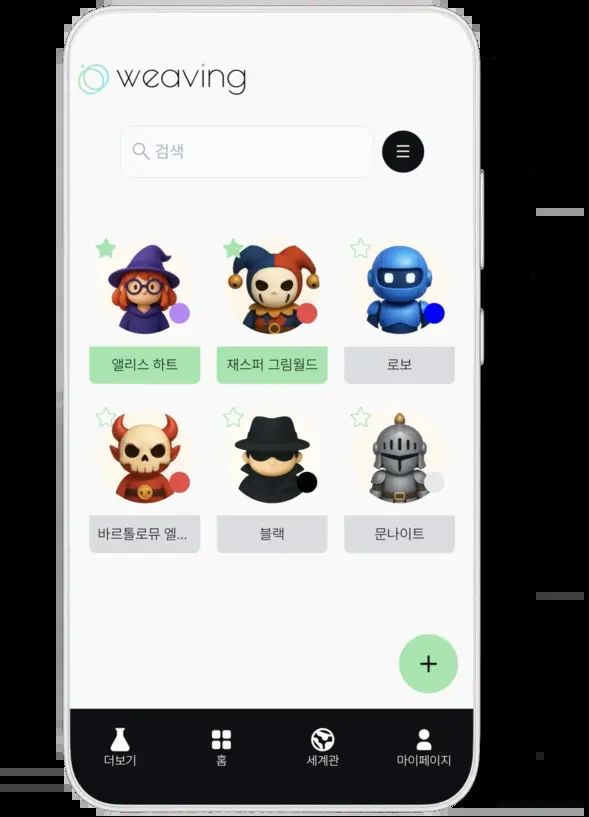 weaving
검색
앨리스 하트
재스퍼 그림월드
로보
바르톨로뮤 엘...
블랙
문나이트
더보기
홈
세계관
마이페이지